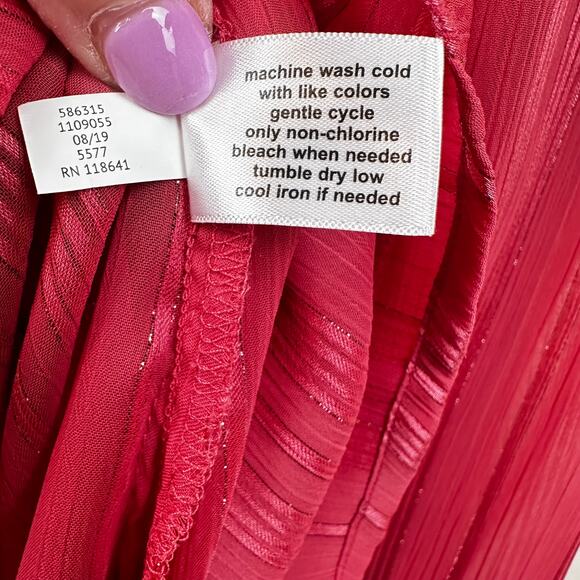 586315
1109055
08/19
5577
RN 118641
machine wash cold
with like colors
gentle cycle
only non-chlorine
bleach when needed
tumble dry low
cool iron if needed